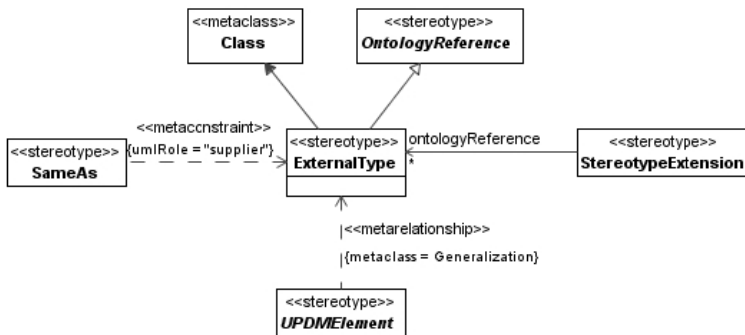 <<metaclass>>
Class
<<stereotype>>
OntologyReference
<<metaccnstraint>>
{umlRole = "supplier"}
<<stereotype>>
SameAs
<<stereotype>>
ExternalType
ontologyReference
*
<<stereotype>>
StereotypeExtension
<<metarelationship>>
{metaclass = Generalization}
<<stereotype>>
UPDMElement